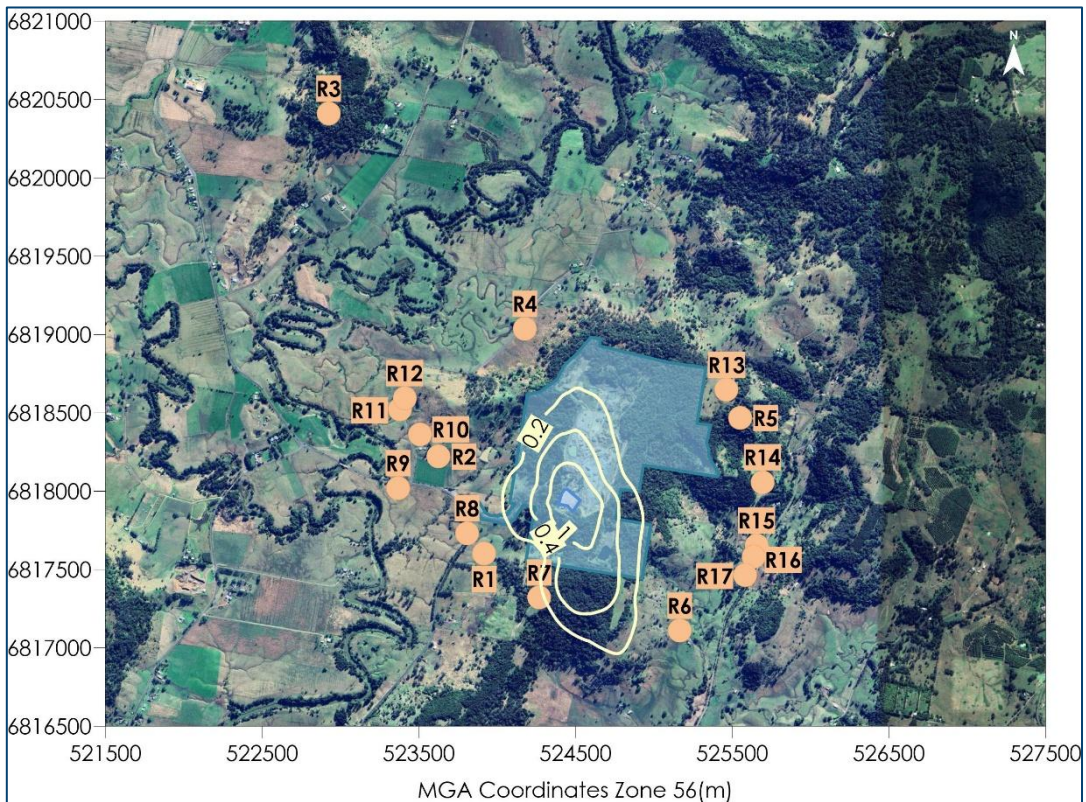 6821000
N
R3
6820500
6820000
6819500
R4
6819000
R12
R13
R11
6818500
R5
0.2
R10
R2
R9
R14
6818000
R8
1
0.4
R15
R1
R16
6817500
R7
R17
R6
6817000
6816500
521500
522500
523500
524500
525500
526500
527500
MGA Coordinates Zone 56(m)